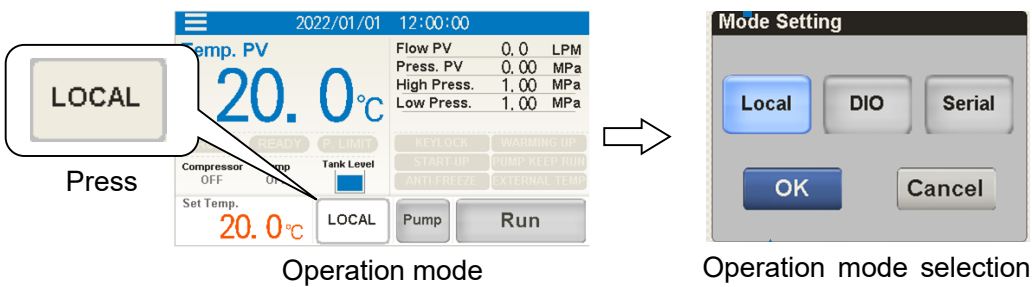 2022/01/01 12:00:00
Temp. PV
20.0℃
Flow PV 0.0 LPM
Press. PV 0.00 MPa
High Press. 1.00 MPa
Low Press. 1.00 MPa
LOCAL
Press
READY P. LIMIT
KEYLOCK WARMING UP
START-UP PUMP KEEP RUN
ANTI FREEZE EXTERNAL TEMP
Compressor
OFF
Tank Level
Set Temp.
20.0℃
LOCAL
Pump
Run
Operation mode
Mode Setting
Local DIO Serial
OK Cancel
Operation mode selection